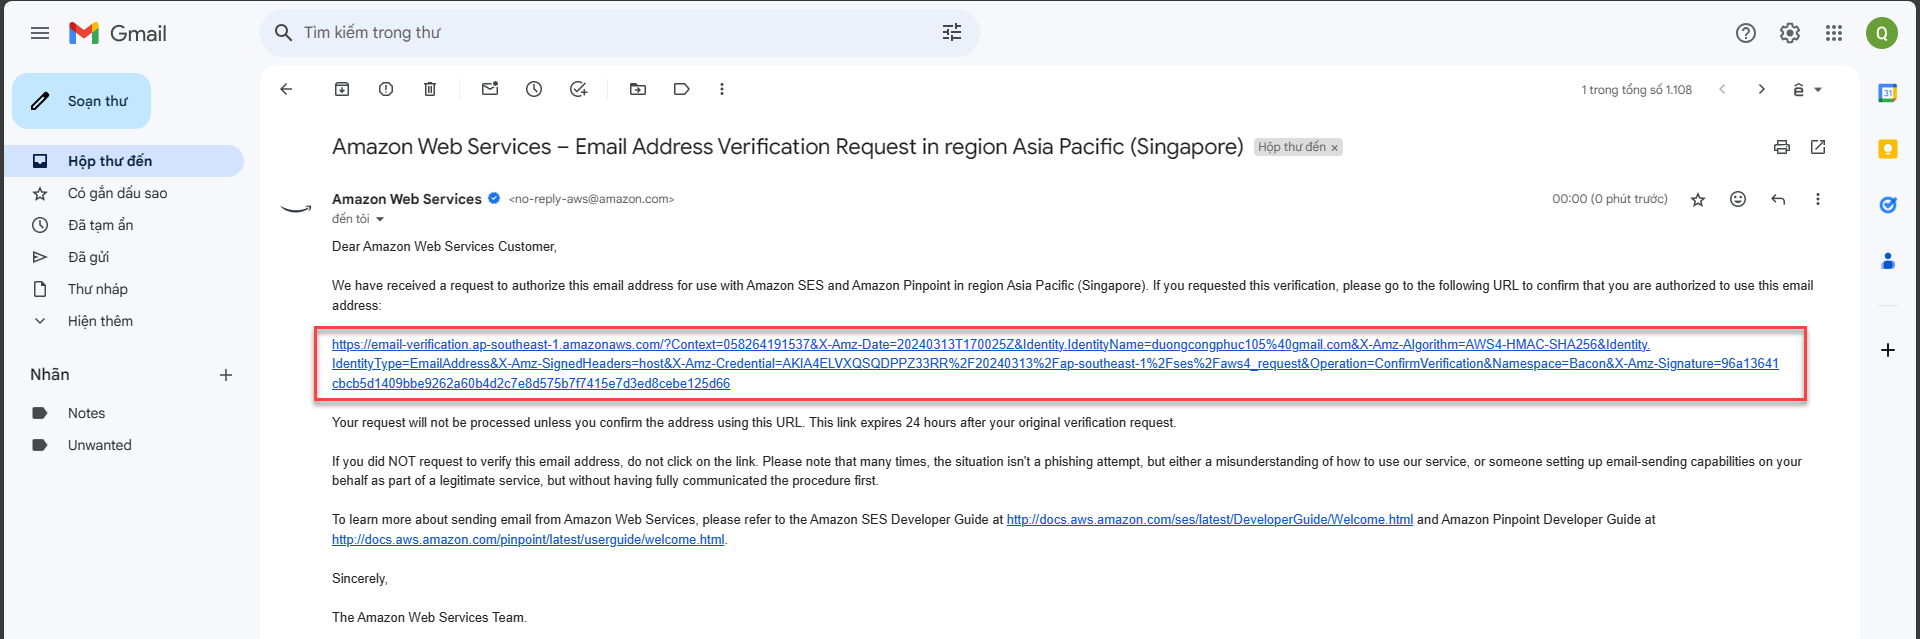 Gmail
Tìm kiếm trong thư
Q
Soạn thư
1 trong tổng số 1.108
ê
31
Hộp thư đến
Có gắn dấu sao
Đã tạm ẩn
Đã gửi
Thư nháp
Hiện thêm
Nhãn
Notes
Unwanted
Amazon Web Services – Email Address Verification Request in region Asia Pacific (Singapore) Hộp thư đến ×
Amazon Web Services <no-reply-aws@amazon.com> 00:00 (0 phút trước)
đến tôi
Dear Amazon Web Services Customer,
We have received a request to authorize this email address for use with Amazon SES and Amazon Pinpoint in region Asia Pacific (Singapore). If you requested this verification, please go to the following URL to confirm that you are authorized to use this email
address:
https://email-verification.ap-southeast-1.amazonaws.com/?Context=058264191537&X-Amz-Date=20240313T170025Z&Identity.IdentityName=duongcongphuc105%40gmail.com&X-Amz-Algorithm=AWS4-HMAC-SHA256&Identity.
IdentityType=EmailAddress&X-Amz-SignedHeaders=host&X-Amz-Credential=AKIA4ELVXQSQDPPZ33RR%2F20240313%2Fap-southeast-1%2Fses%2Faws4_request&Operation=ConfirmVerification&Namespace=Bacon&X-Amz-Signature=96a13641
cbcb5d1409bbe9262a60b4d2c7e8d575b7f7415e7d3ed8cebe125d66
Your request will not be processed unless you confirm the address using this URL. This link expires 24 hours after your original verification request.
If you did NOT request to verify this email address, do not click on the link. Please note that many times, the situation isn't a phishing attempt, but either a misunderstanding of how to use our service, or someone setting up email-sending capabilities on your
behalf as part of a legitimate service, but without having fully communicated the procedure first.
To learn more about sending email from Amazon Web Services, please refer to the Amazon SES Developer Guide at http://docs.aws.amazon.com/ses/latest/DeveloperGuide/Welcome.html and Amazon Pinpoint Developer Guide at
http://docs.aws.amazon.com/pinpoint/latest/userguide/welcome.html.
Sincerely,
The Amazon Web Services Team.